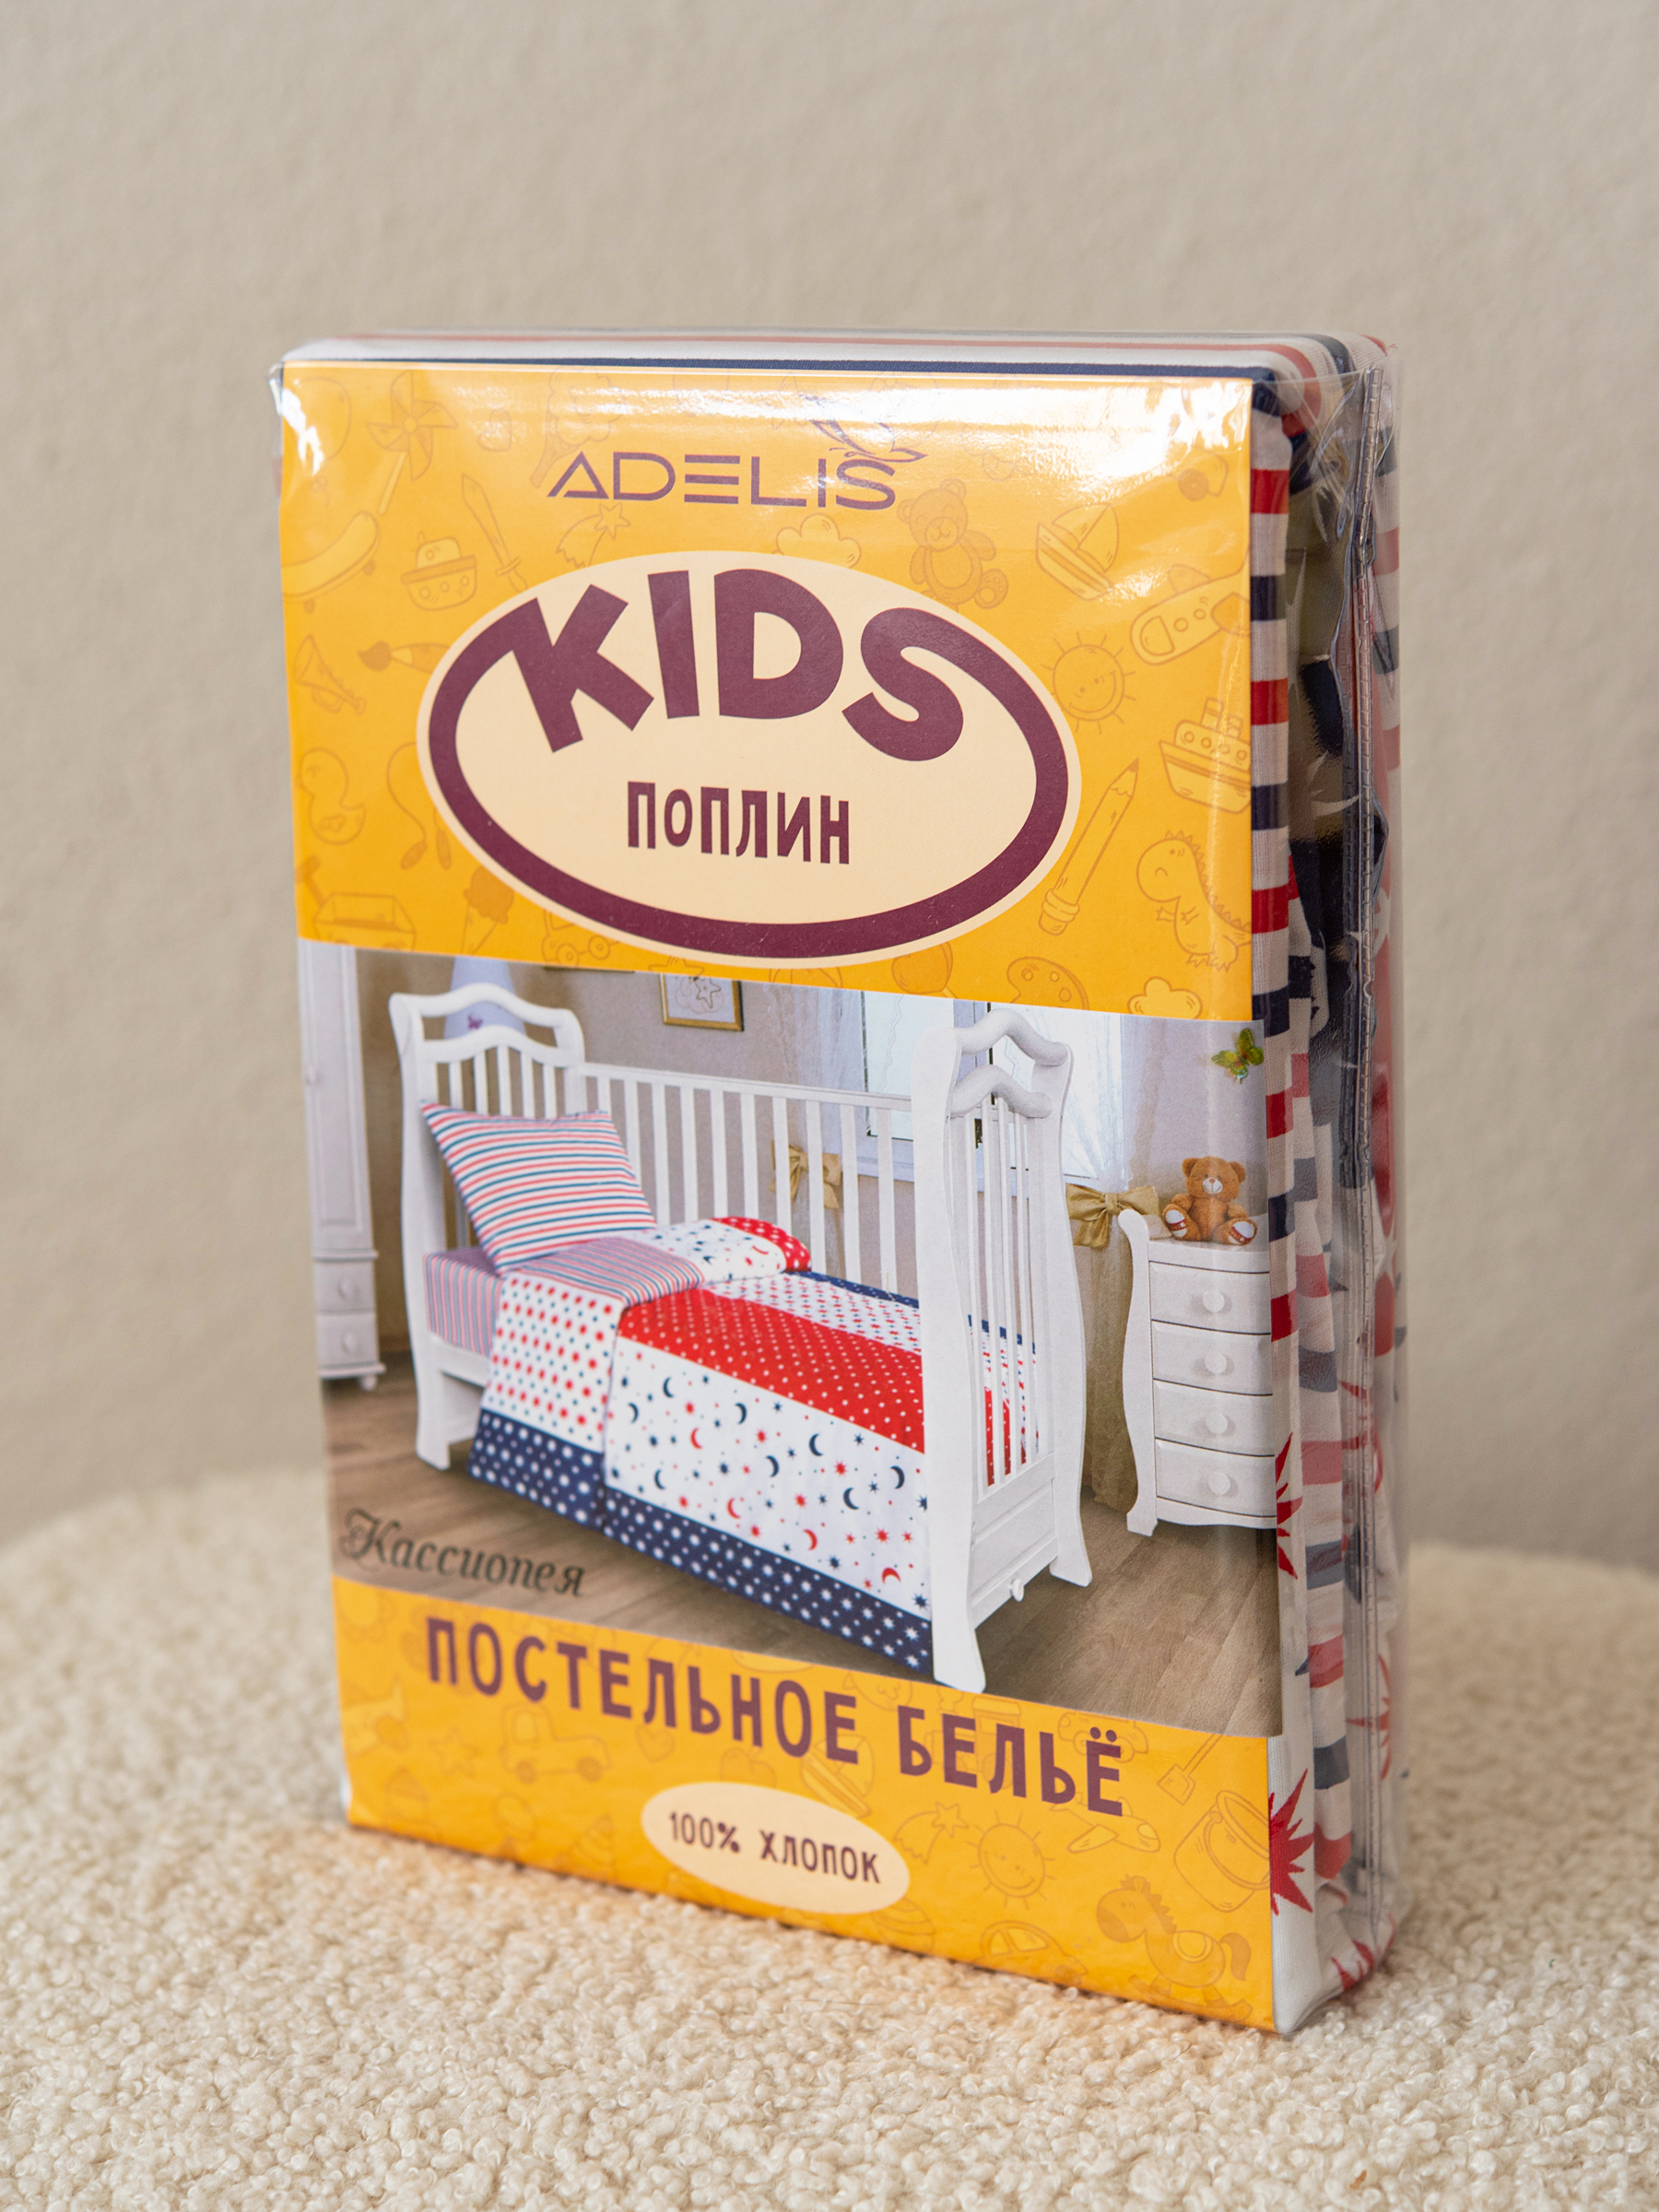 ADELIS
KIDS
ПОПЛИН
Кассиопея
ПОСТЕЛЬНОЕ БЕЛЬЁ
100% ХЛОПОК